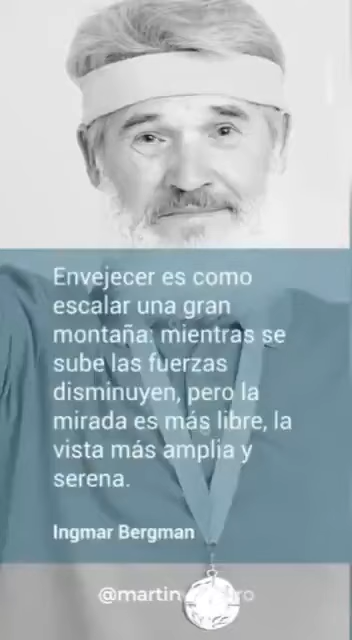 Envejecer es como
escalar una gran
montaña: mientras se
sube las fuerzas
disminuyen, pero la
mirada es más libre, la
vista más amplia y
serena.
Ingmar Bergman